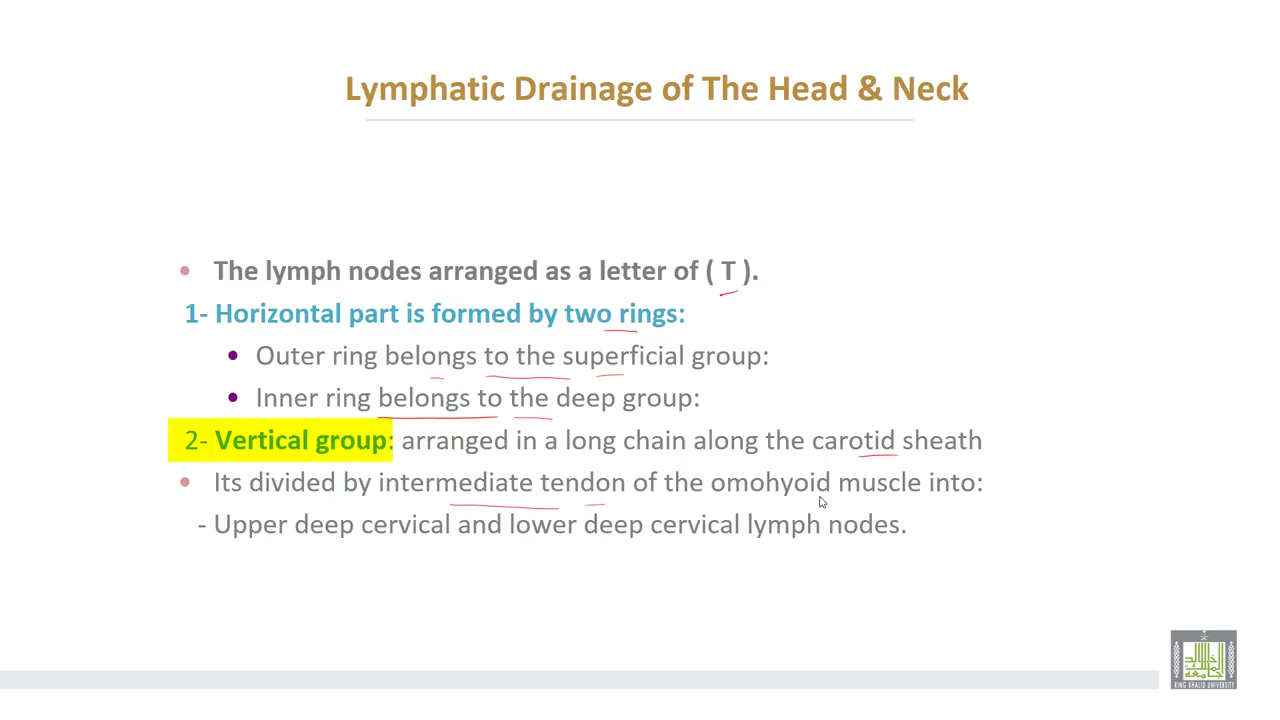 Lymphatic Drainage of The Head & Neck
• The lymph nodes arranged as a letter of ( T ).
1- Horizontal part is formed by two rings:
• Outer ring belongs to the superficial group:
• Inner ring belongs to the deep group:
2- Vertical group: arranged in a long chain along the carotid sheath
• Its divided by intermediate tendon of the omohyoid muscle into:
- Upper deep cervical and lower deep cervical lymph nodes.
KING KHALID UNIVERSITY